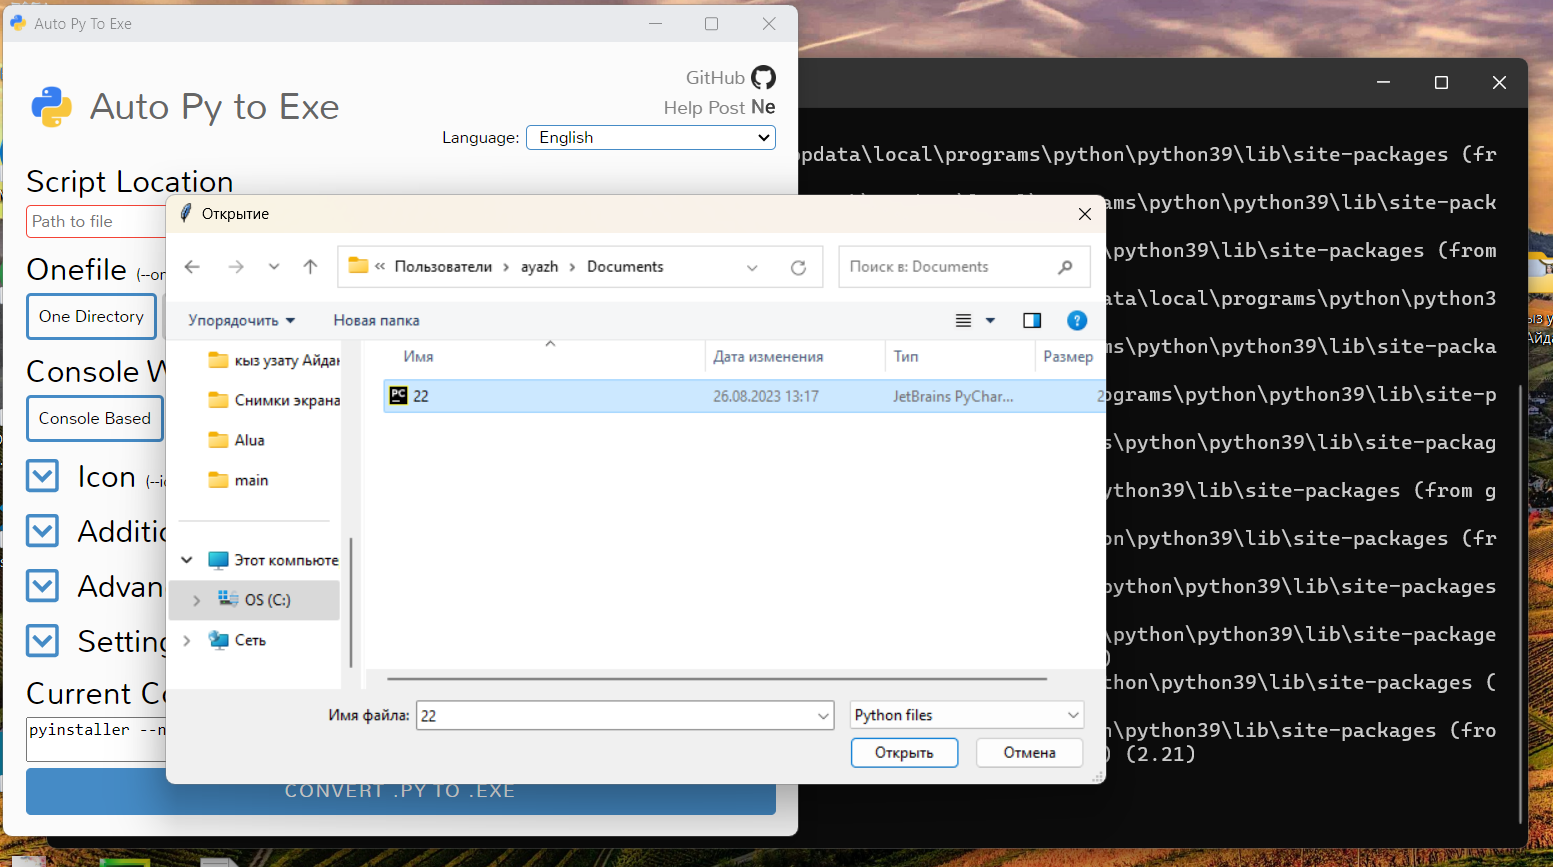 Auto Py To Exe
GitHub
Auto Py to Exe
Help Post Ne
Language: English
Script Location
Path to file
Onefile
One Directory
Console W
Console Based
Icon
Additio
Advan
Setting
Current Co
pyinstaller --n
CONVERT .PY TO .EXE
Открытие
« Пользователи › ayazh › Documents
Поиск в: Documents
Упорядочить
Новая папка
Имя
Дата изменения
Тип
Размер
22
26.08.2023 13:17
JetBrains PyChar...
2
кыз узату Айдан
Снимки экрана
Alua
main
Этот компьюте
OS (C:)
Сеть
Имя файла: 22
Python files
Открыть
Отмена
ppdata\local\programs\python\python39\lib\site-packages (fr
ms\python\python39\lib\site-pack
\python39\lib\site-packages (from
ata\local\programs\python\python3
ms\python\python39\lib\site-packa
ograms\python\python39\lib\site-p
s\python\python39\lib\site-packag
ython39\lib\site-packages (from g
on\python39\lib\site-packages (fr
python\python39\lib\site-packages
\python\python39\lib\site-package
)
thon\python39\lib\site-packages (
n\python39\lib\site-packages (fro
) (2.21)